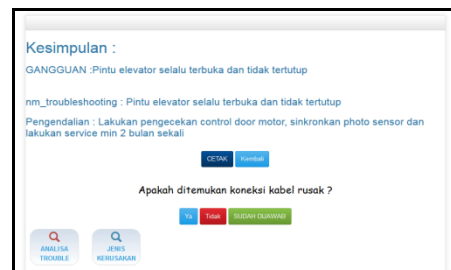 Kesimpulan :
GANGGUAN :Pintu elevator selalu terbuka dan tidak tertutup
nm_troubleshooting : Pintu elevator selalu terbuka dan tidak tertutup
Pengendalian : Lakukan pengecekan control door motor, sinkronkan photo sensor dan
lakukan service min 2 bulan sekali
CETAK Kembali
Apakah ditemukan koneksi kabel rusak ?
Ya Tidak SUDAH DIJAWAB
ANALISA JENIS
TROUBLE KERUSAKAN